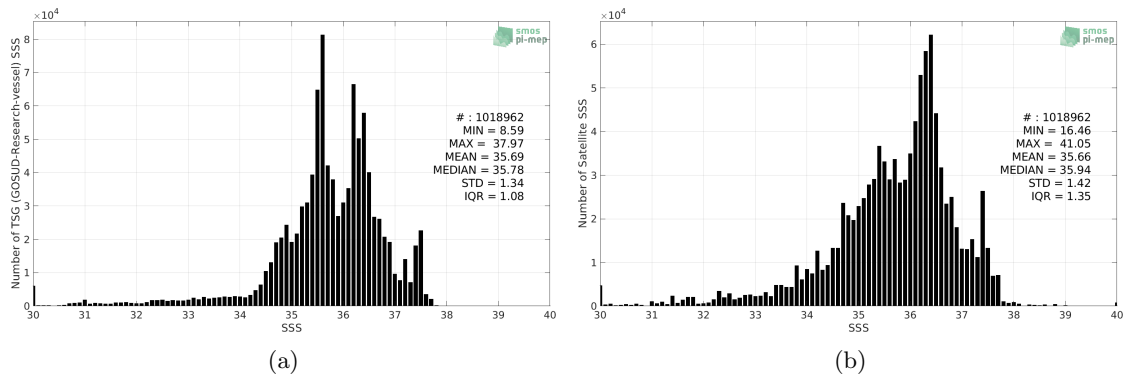 ×10⁴
8
7
6
5
4
3
2
1
0
Number of TSG (GOSUD-Research-vessel) SSS
smos
pi-mep
# : 1018962
MIN = 8.59
MAX = 37.97
MEAN = 35.69
MEDIAN = 35.78
STD = 1.34
IQR = 1.08
30 31 32 33 34 35 36 37 38 39 40
SSS
(a)
×10⁴
6
5
4
3
2
1
0
Number of Satellite SSS
smos
pi-mep
# : 1018962
MIN = 16.46
MAX = 41.05
MEAN = 35.66
MEDIAN = 35.94
STD = 1.42
IQR = 1.35
30 31 32 33 34 35 36 37 38 39 40
SSS
(b)